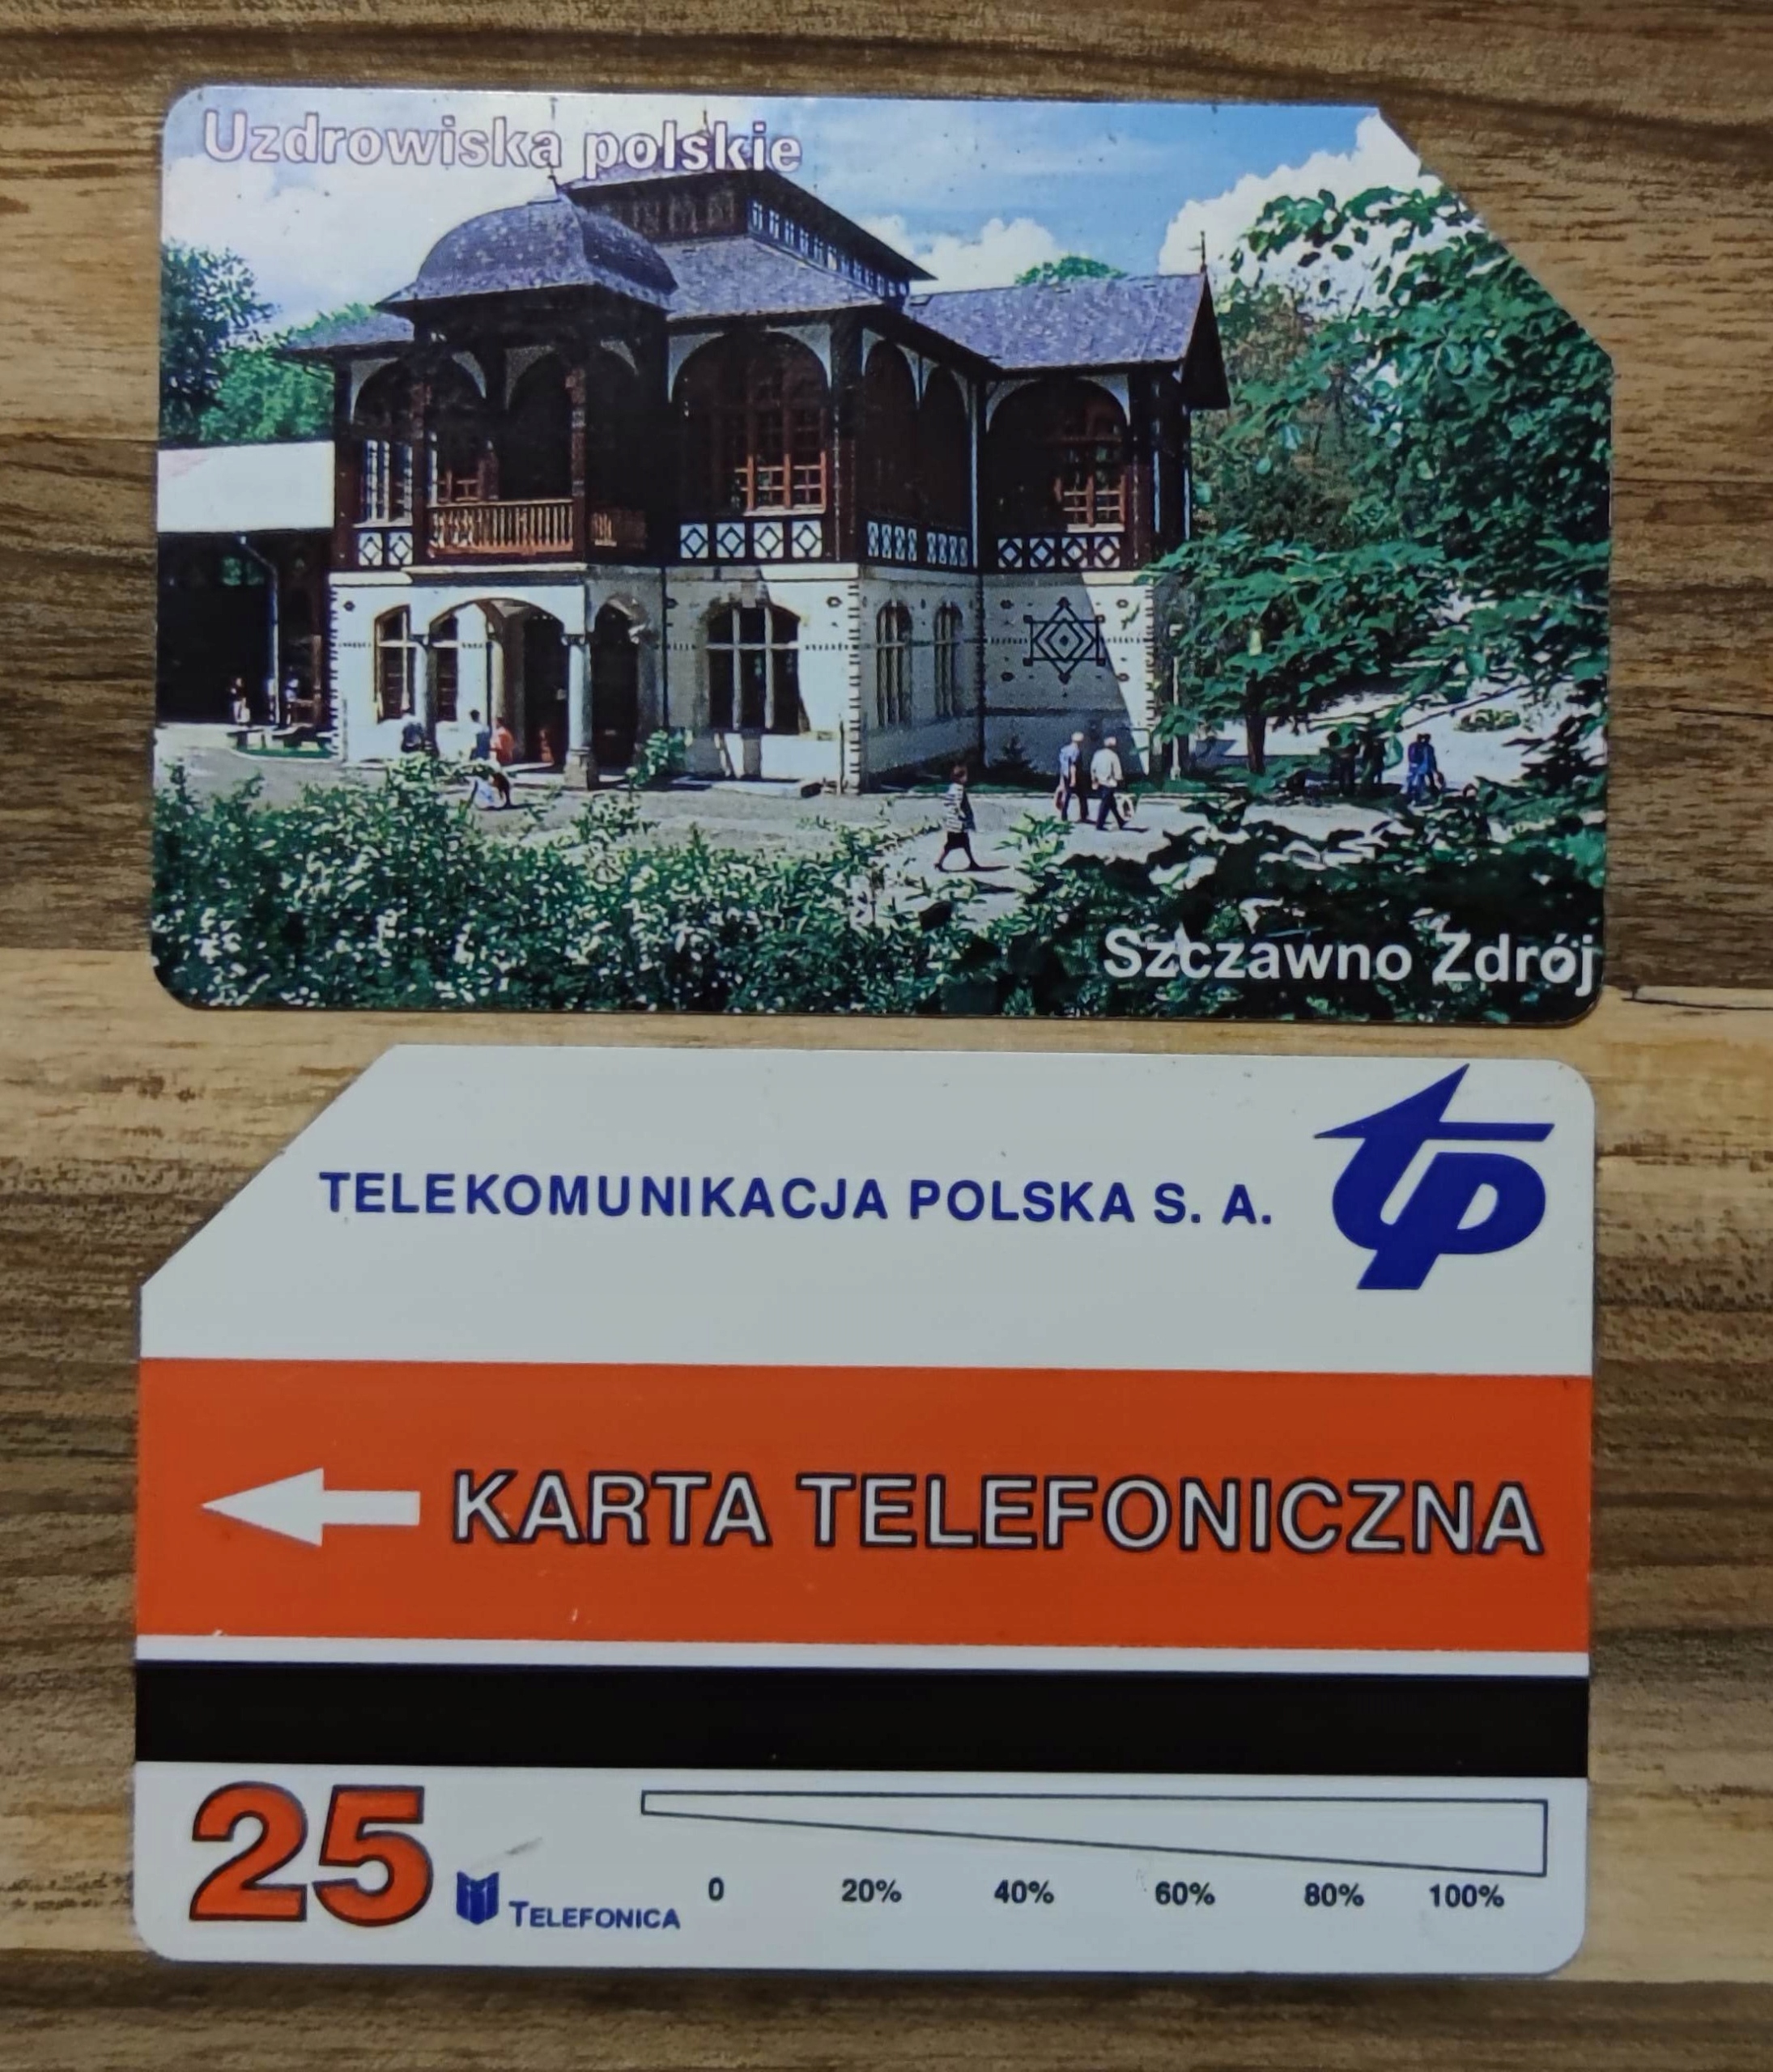 Uzdrowiska polskie
Szczawno Zdrój
TELEKOMUNIKACJA POLSKA S. A.
tp
KARTA TELEFONICZNA
25
TELEFONICA
0 20% 40% 60% 80% 100%